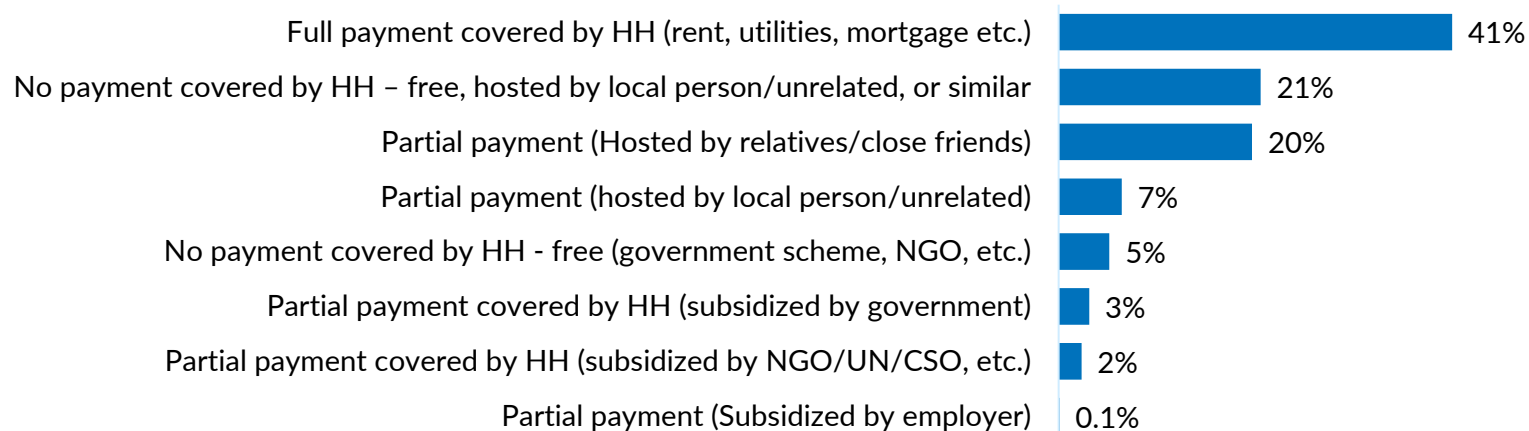 Full payment covered by HH (rent, utilities, mortgage etc.) 41%
No payment covered by HH – free, hosted by local person/unrelated, or similar 21%
Partial payment (Hosted by relatives/close friends) 20%
Partial payment (hosted by local person/unrelated) 7%
No payment covered by HH - free (government scheme, NGO, etc.) 5%
Partial payment covered by HH (subsidized by government) 3%
Partial payment covered by HH (subsidized by NGO/UN/CSO, etc.) 2%
Partial payment (Subsidized by employer) 0.1%